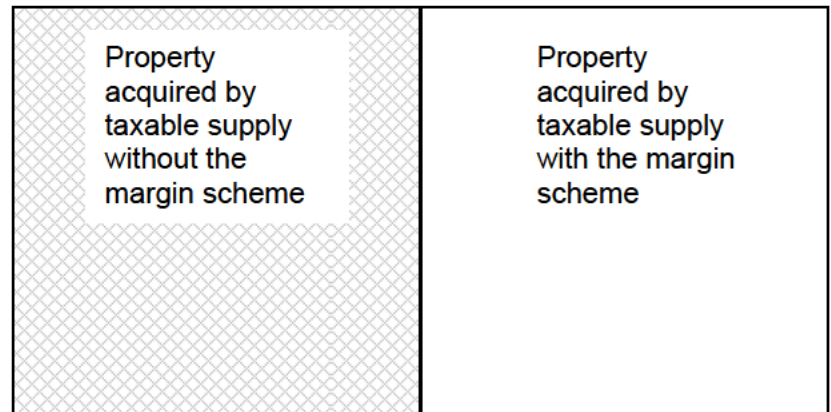 Property
acquired by
taxable supply
without the
margin scheme
Property
acquired by
taxable supply
with the margin
scheme